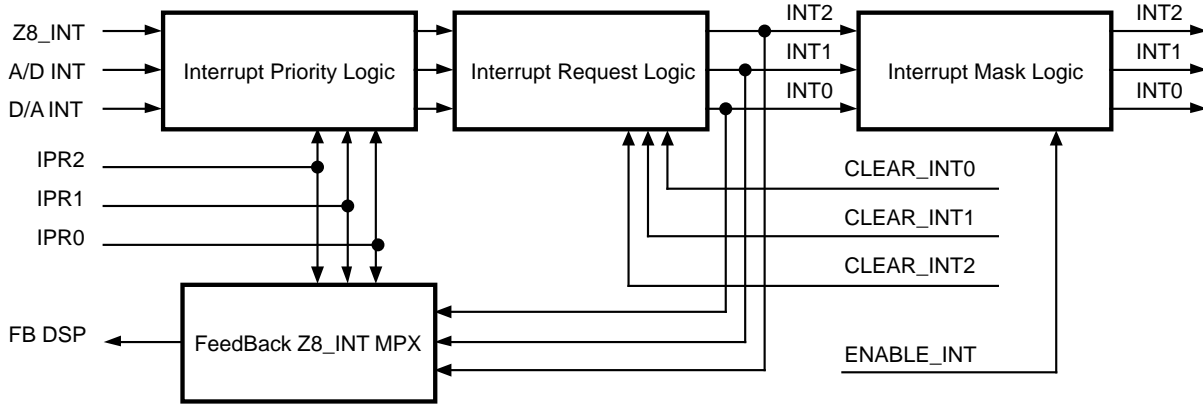 Z8_INT
A/D INT
D/A INT
Interrupt Priority Logic
Interrupt Request Logic
INT2
INT1
INT0
Interrupt Mask Logic
INT2
INT1
INT0
IPR2
IPR1
IPR0
CLEAR_INT0
CLEAR_INT1
CLEAR_INT2
FB DSP
FeedBack Z8_INT MPX
ENABLE_INT